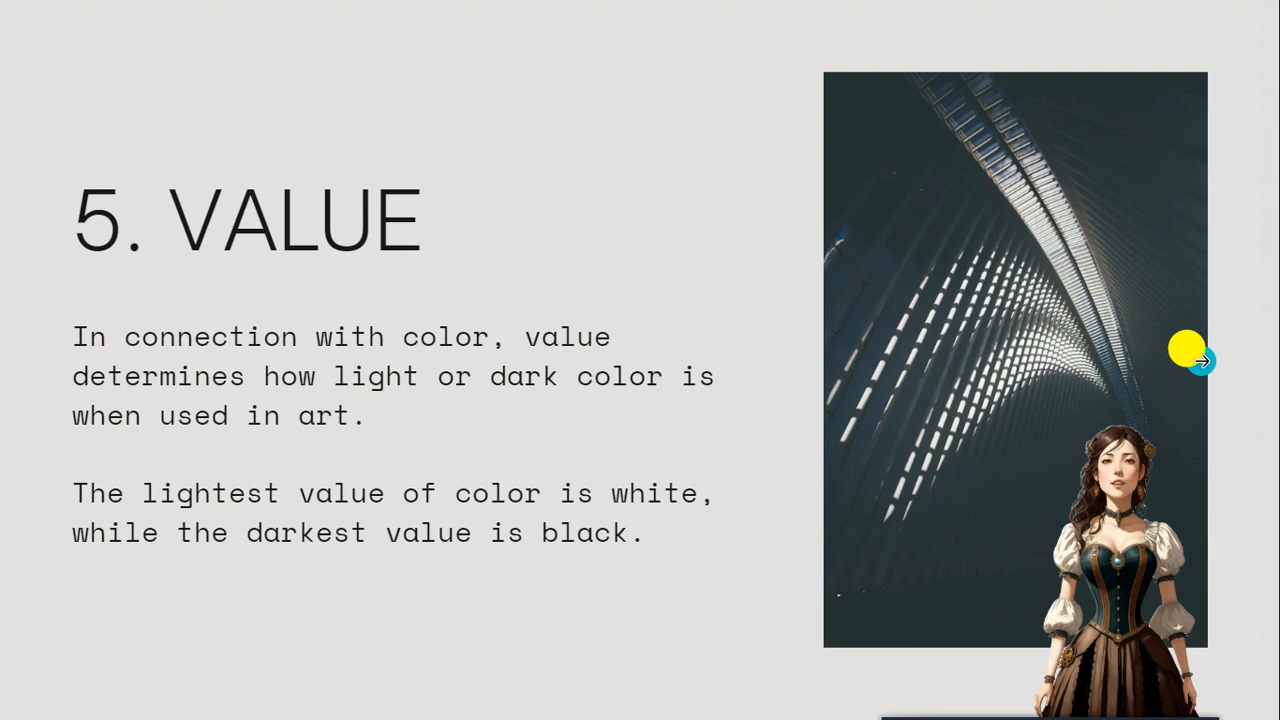 5. VALUE
In connection with color, value
determines how light or dark color is
when used in art.
The lightest value of color is white,
while the darkest value is black.